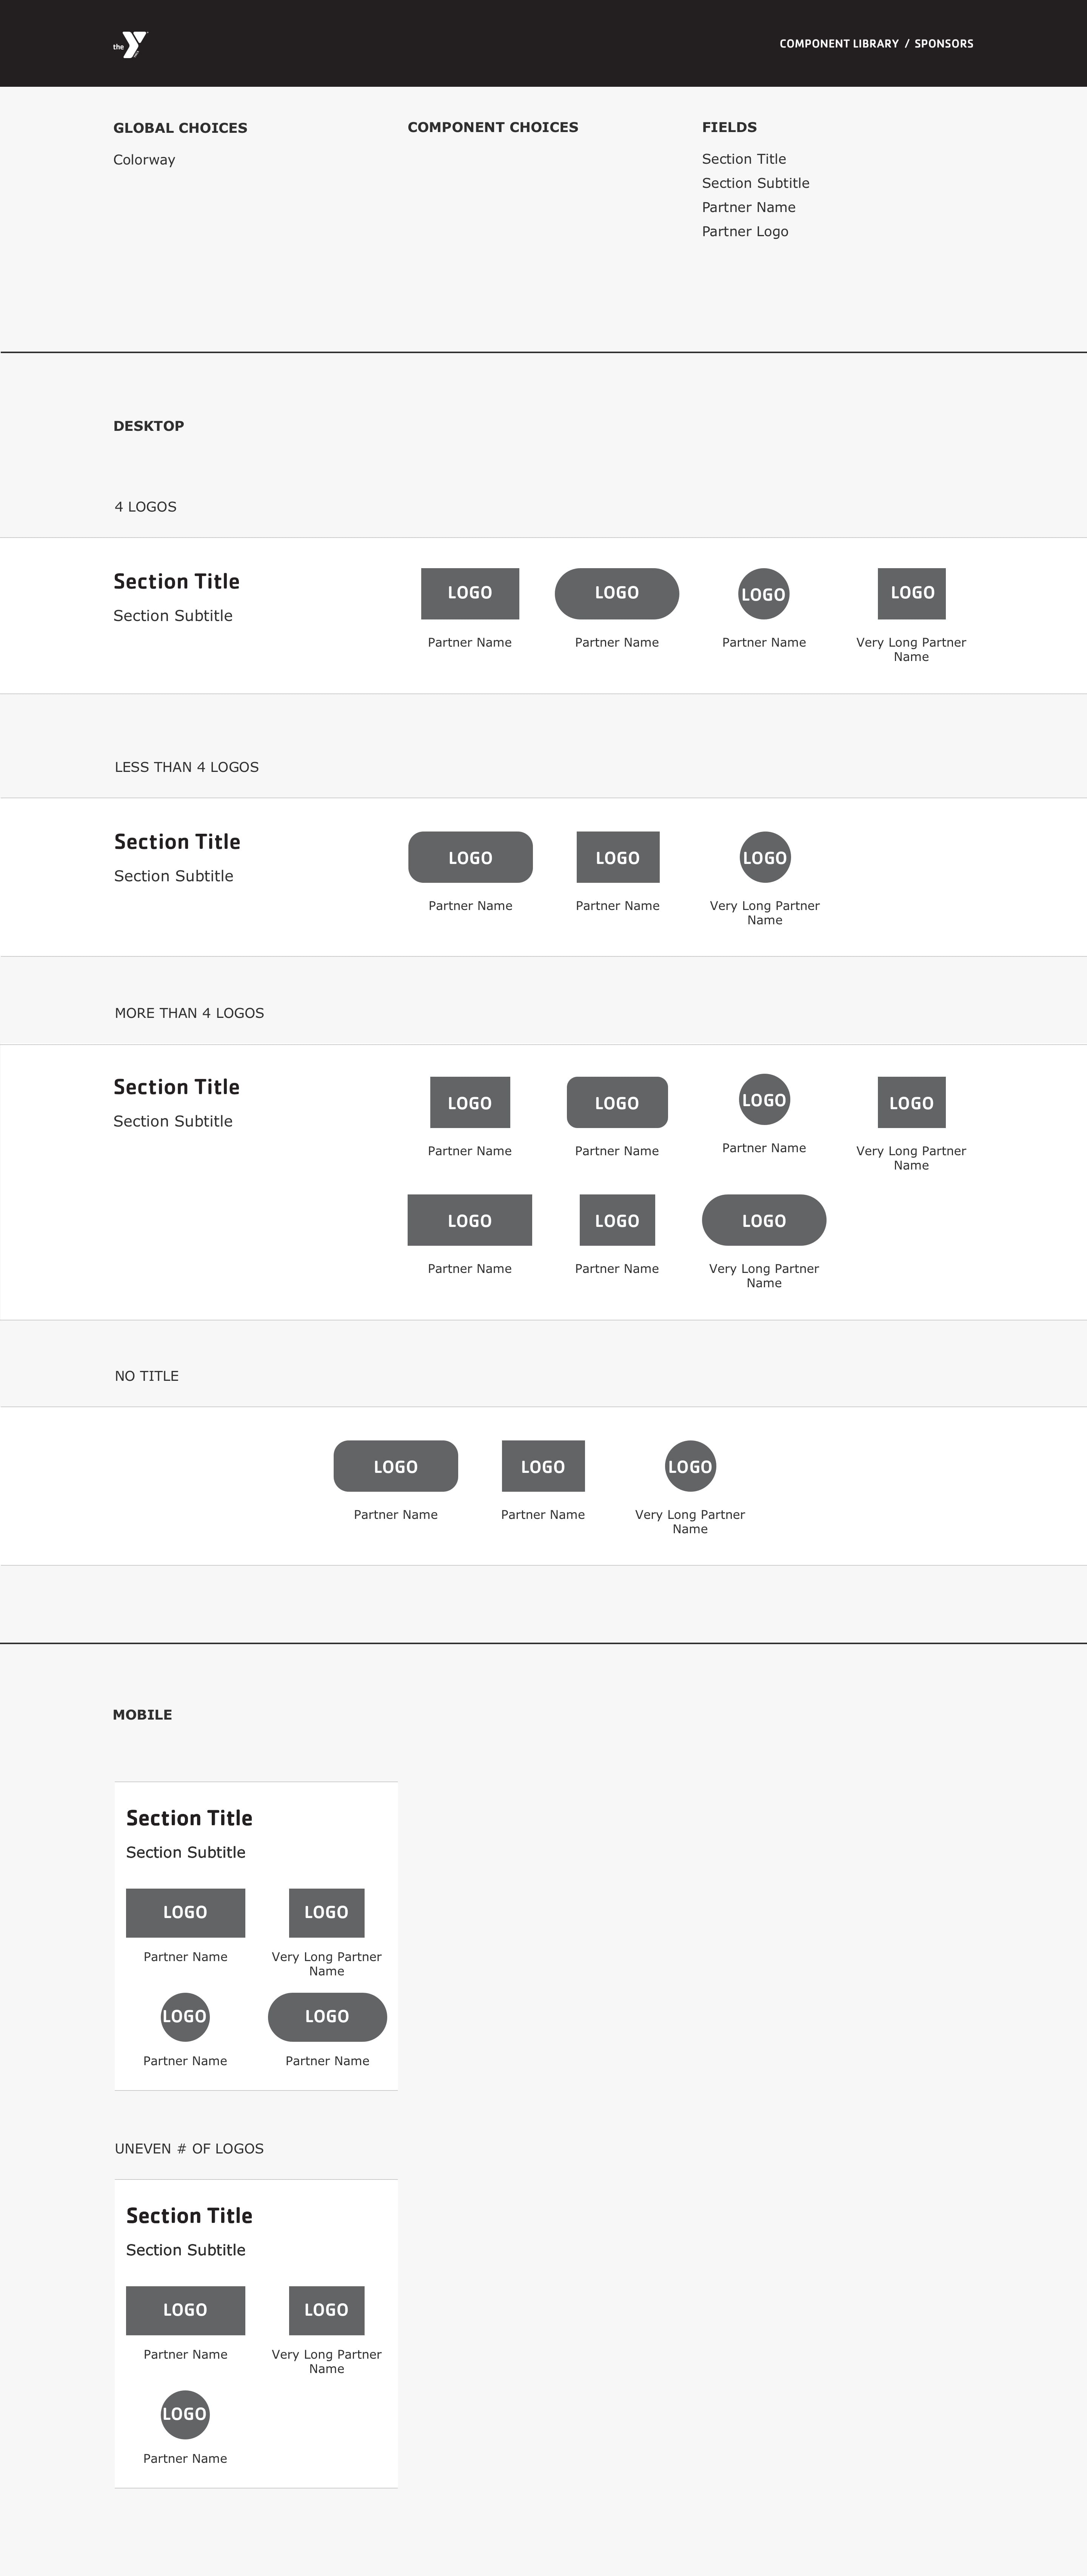 the
COMPONENT LIBRARY / SPONSORS
GLOBAL CHOICES
Colorway
COMPONENT CHOICES
FIELDS
Section Title
Section Subtitle
Partner Name
Partner Logo
DESKTOP
4 LOGOS
Section Title
Section Subtitle
LOGO
Partner Name
LOGO
Partner Name
LOGO
Partner Name
LOGO
Very Long Partner
Name
LESS THAN 4 LOGOS
Section Title
Section Subtitle
LOGO
Partner Name
LOGO
Partner Name
LOGO
Very Long Partner
Name
MORE THAN 4 LOGOS
Section Title
Section Subtitle
LOGO
Partner Name
LOGO
Partner Name
LOGO
Partner Name
LOGO
Very Long Partner
Name
LOGO
Partner Name
LOGO
Partner Name
LOGO
Very Long Partner
Name
NO TITLE
LOGO
Partner Name
LOGO
Partner Name
LOGO
Very Long Partner
Name
MOBILE
Section Title
Section Subtitle
LOGO
Partner Name
LOGO
Very Long Partner
Name
LOGO
Partner Name
LOGO
Partner Name
UNEVEN # OF LOGOS
Section Title
Section Subtitle
LOGO
Partner Name
LOGO
Very Long Partner
Name
LOGO
Partner Name